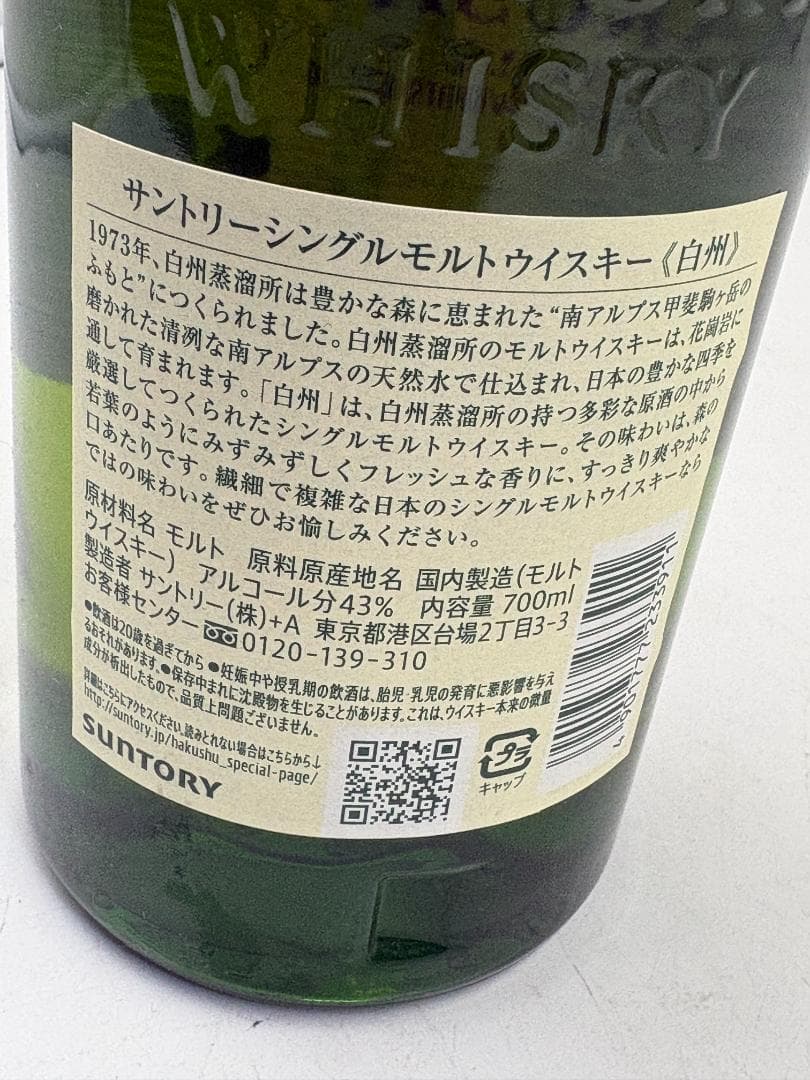 WHISKY
サントリーシングルモルトウイスキー《白州》
1973年、白州蒸溜所は豊かな森に恵まれた“南アルプス甲斐駒ヶ岳の
ふもと”につくられました。白州蒸溜所のモルトウイスキーは、花崗岩に
磨かれた清冽な南アルプスの天然水で仕込まれ、日本の豊かな四季を
通して育まれます。「白州」は、白州蒸溜所の持つ多彩な原酒の中から
厳選してつくられたシングルモルトウイスキー。その味わいは、森の
若葉のようにみずみずしくフレッシュな香りに、すっきり爽やかな
口あたりです。繊細で複雑な日本のシングルモルトウイスキーなら
ではの味わいをぜひお愉しみください。
原材料名 モルト 原料原産地名 国内製造(モルト
ウイスキー) アルコール分43% 内容量 700ml
製造者 サントリー(株)+A 東京都港区台場2丁目3-3
お客様センター 0120-139-310
●飲酒は20歳を過ぎてから ●妊娠中や授乳期の飲酒は、胎児・乳児の発育に悪影響を与え
るおそれがあります。●保存中まれに沈殿物を生じることがあります。これは、ウイスキー本来の微量
成分が析出したもので、品質上問題ございません。
詳細はこちらにアクセスください。読みとれない場合はこちらから↓
http://suntory.jp/hakushu_special-page/
SUNTORY
プラ
キャップ
4 901777 233911